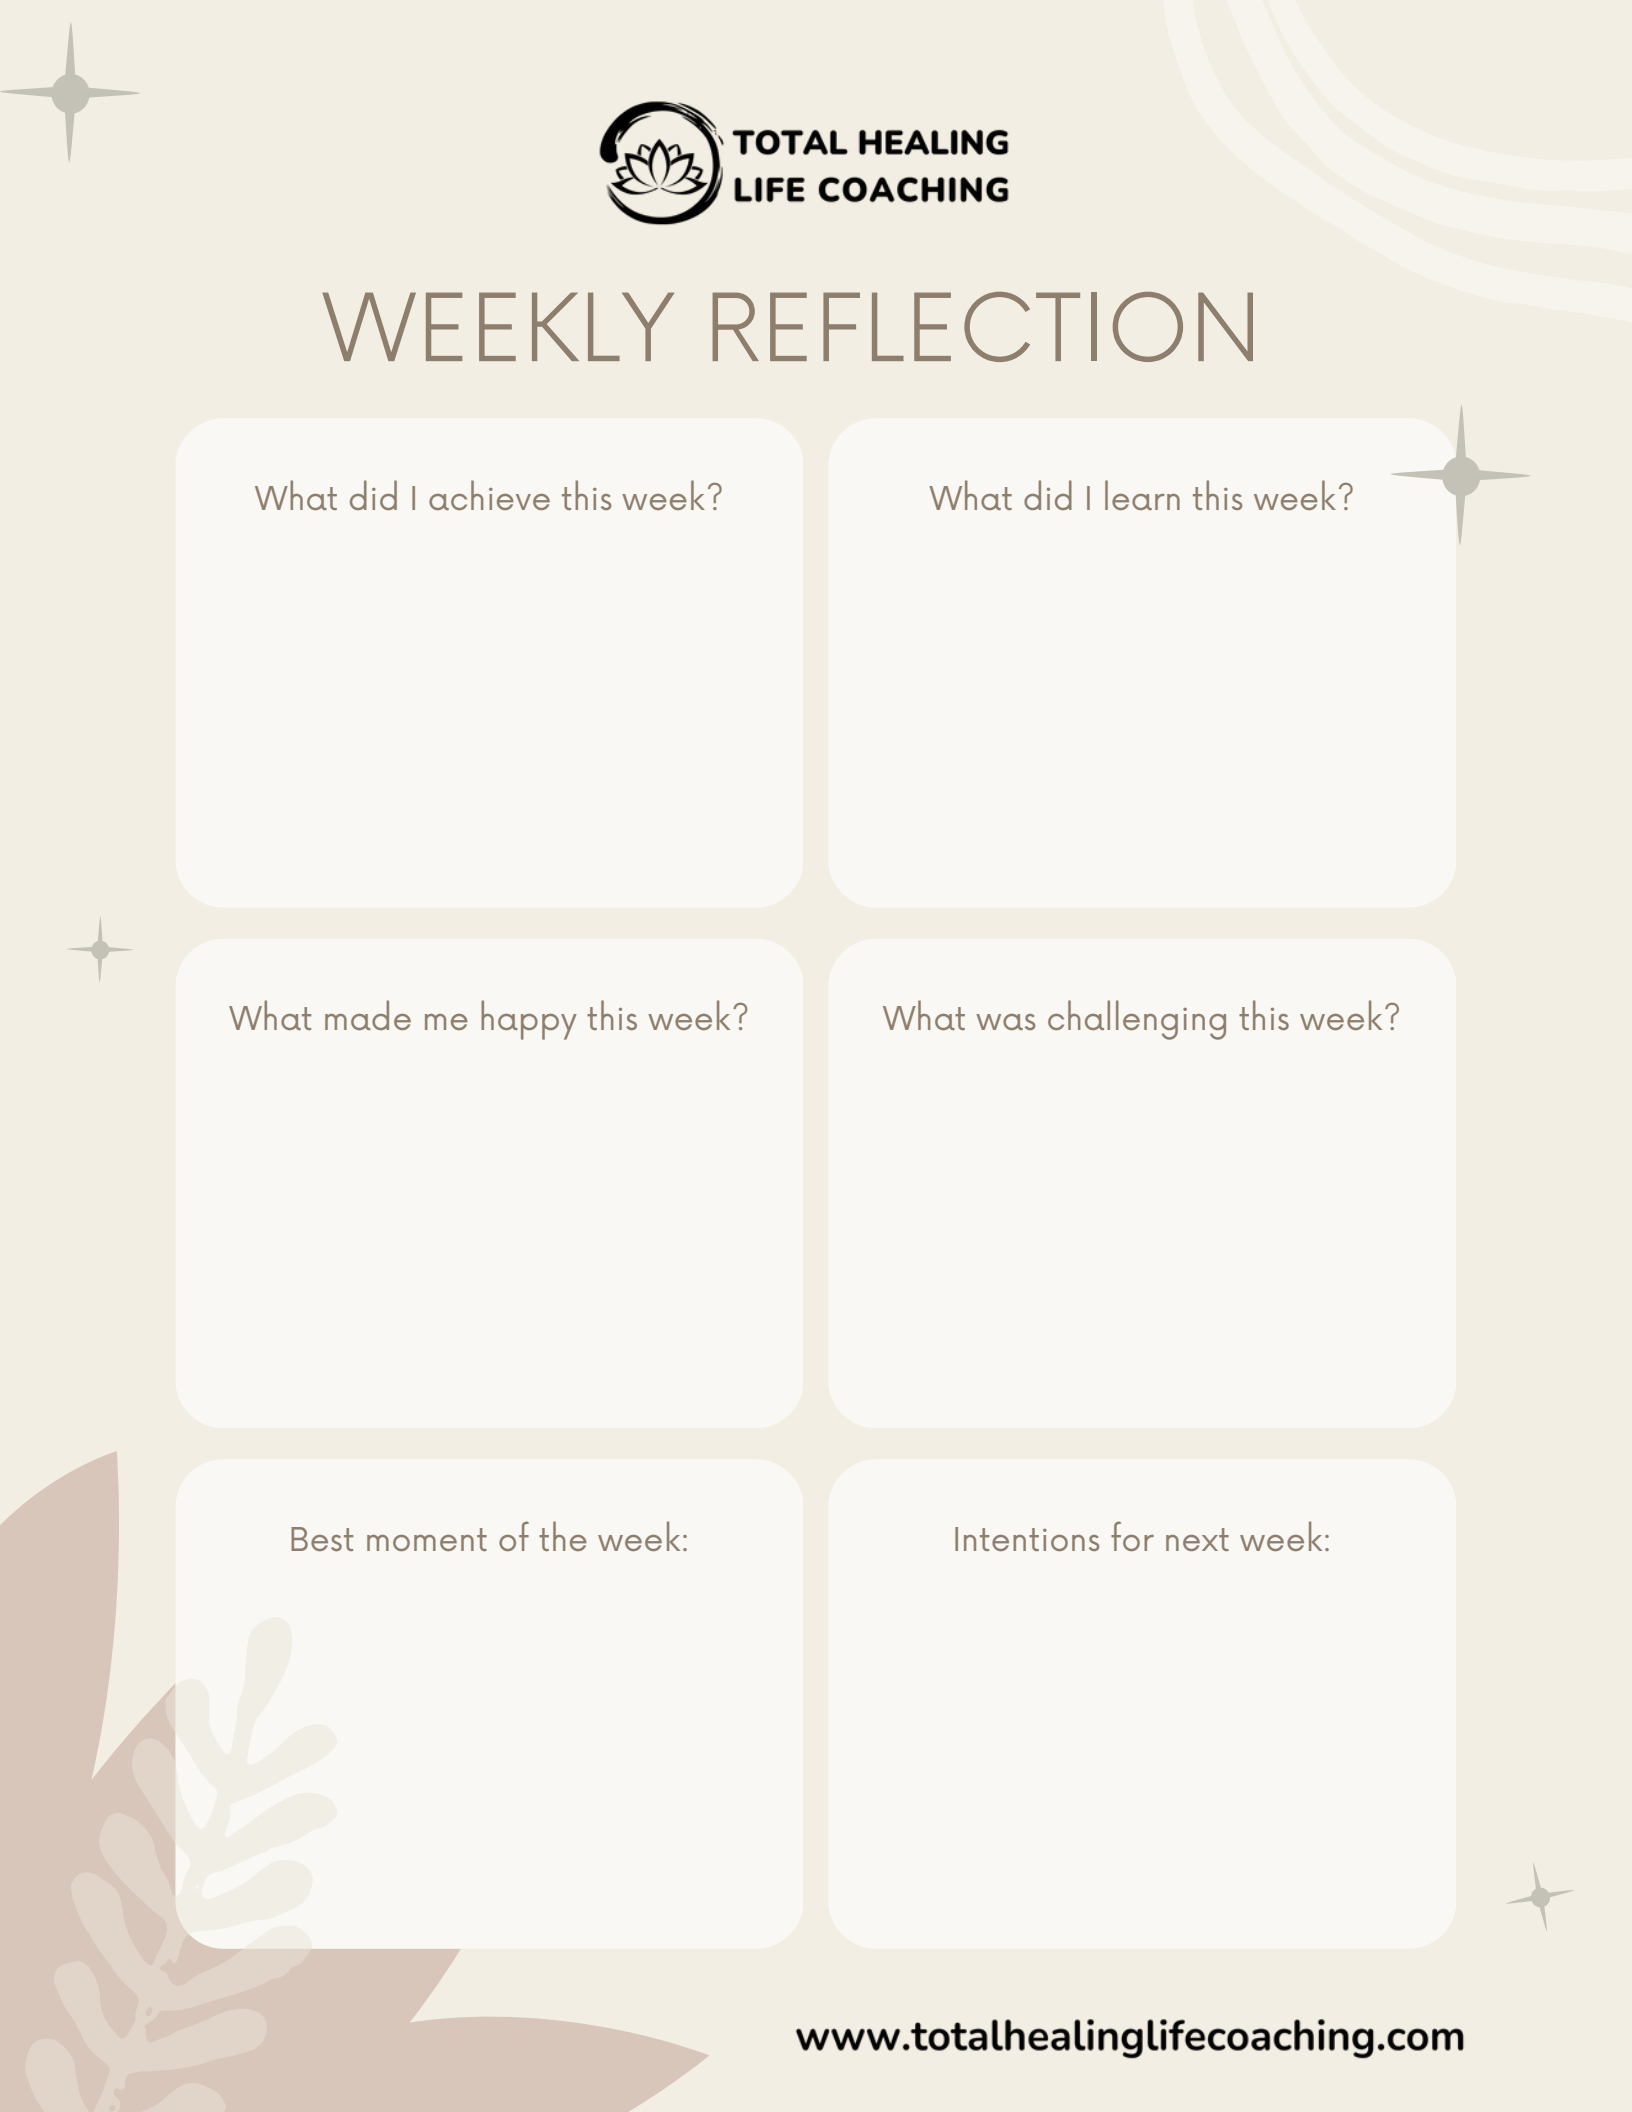 TOTAL HEALING
LIFE COACHING
WEEKLY REFLECTION
What did I achieve this week?
What did I learn this week?
What made me happy this week?
What was challenging this week?
Best moment of the week:
Intentions for next week:
www.totalhealinglifecoaching.com